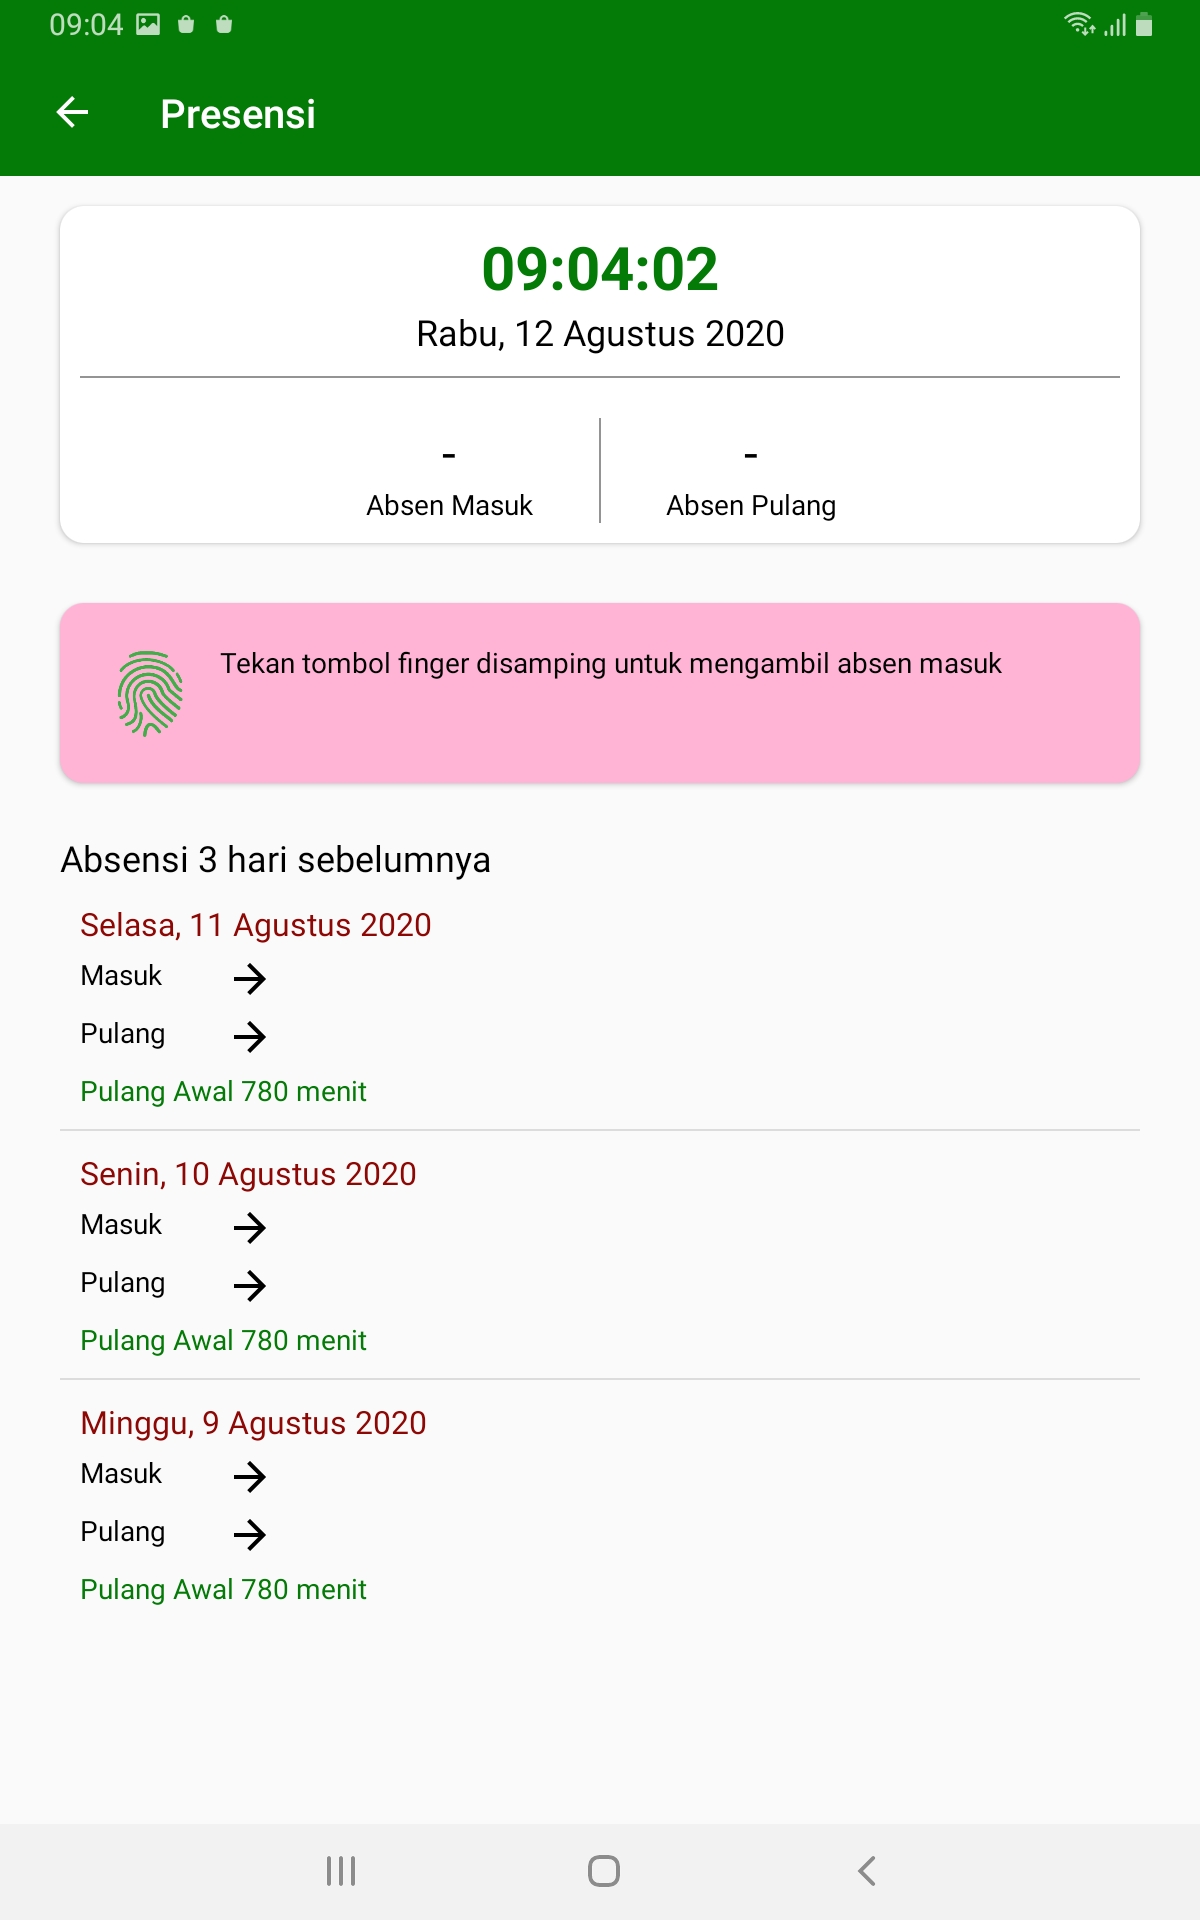 09:04
Presensi
09:04:02
Rabu, 12 Agustus 2020
- -
Absen Masuk Absen Pulang
Tekan tombol finger disamping untuk mengambil absen masuk
Absensi 3 hari sebelumnya
Selasa, 11 Agustus 2020
Masuk
Pulang
Pulang Awal 780 menit
Senin, 10 Agustus 2020
Masuk
Pulang
Pulang Awal 780 menit
Minggu, 9 Agustus 2020
Masuk
Pulang
Pulang Awal 780 menit